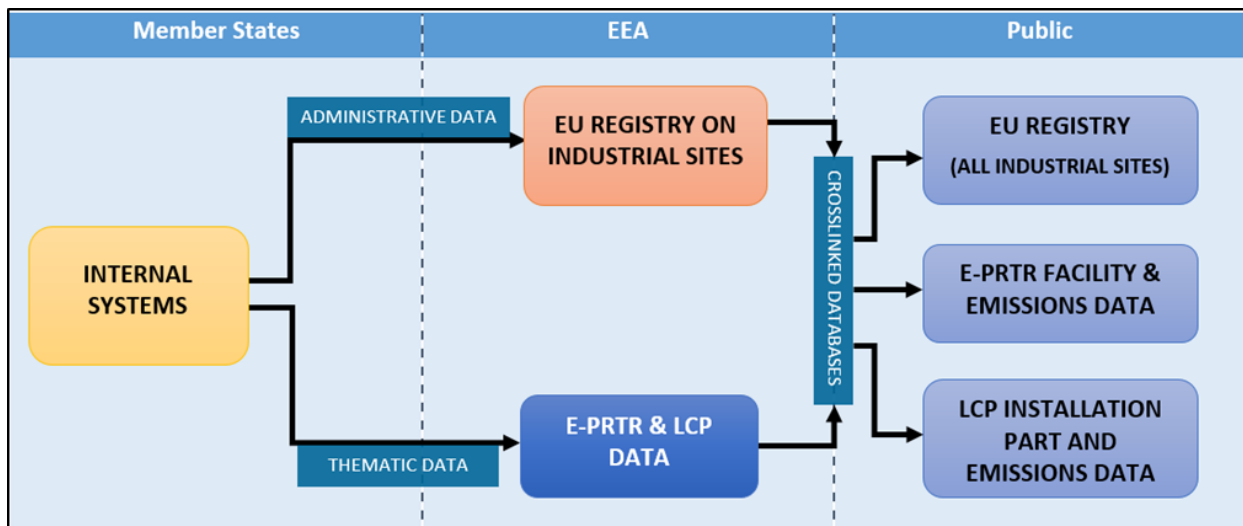 Member States
EEA
Public
ADMINISTRATIVE DATA
EU REGISTRY ON
INDUSTRIAL SITES
EU REGISTRY
(ALL INDUSTRIAL SITES)
INTERNAL
SYSTEMS
CROSSLINKED DATABASES
E-PRTR FACILITY &
EMISSIONS DATA
THEMATIC DATA
E-PRTR & LCP
DATA
LCP INSTALLATION
PART AND
EMISSIONS DATA